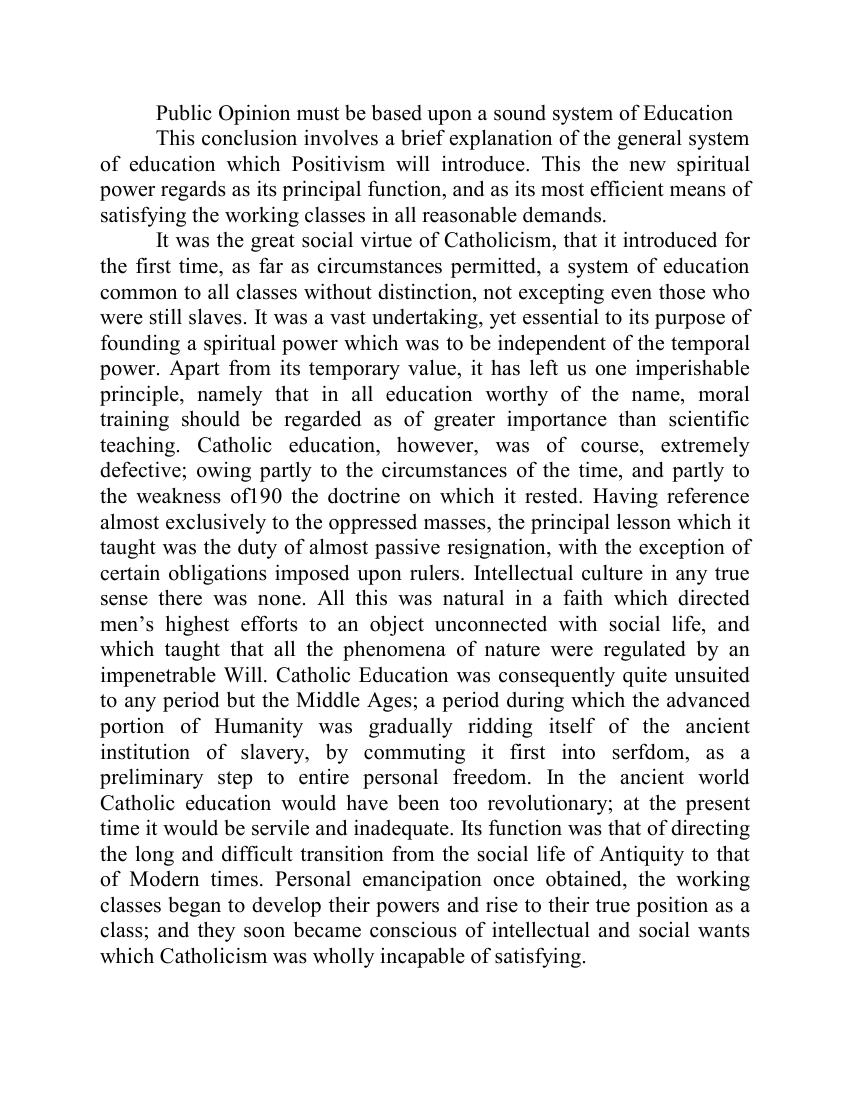 Public Opinion must be based upon a sound system of Education
This conclusion involves a brief explanation of the general system
of education which Positivism will introduce. This the new spiritual
power regards as its principal function, and as its most efficient means of
satisfying the working classes in all reasonable demands.
It was the great social virtue of Catholicism, that it introduced for
the first time, as far as circumstances permitted, a system of education
common to all classes without distinction, not excepting even those who
were still slaves. It was a vast undertaking, yet essential to its purpose of
founding a spiritual power which was to be independent of the temporal
power. Apart from its temporary value, it has left us one imperishable
principle, namely that in all education worthy of the name, moral
training should be regarded as of greater importance than scientific
teaching. Catholic education, however, was of course, extremely
defective; owing partly to the circumstances of the time, and partly to
the weakness of190 the doctrine on which it rested. Having reference
almost exclusively to the oppressed masses, the principal lesson which it
taught was the duty of almost passive resignation, with the exception of
certain obligations imposed upon rulers. Intellectual culture in any true
sense there was none. All this was natural in a faith which directed
men’s highest efforts to an object unconnected with social life, and
which taught that all the phenomena of nature were regulated by an
impenetrable Will. Catholic Education was consequently quite unsuited
to any period but the Middle Ages; a period during which the advanced
portion of Humanity was gradually ridding itself of the ancient
institution of slavery, by commuting it first into serfdom, as a
preliminary step to entire personal freedom. In the ancient world
Catholic education would have been too revolutionary; at the present
time it would be servile and inadequate. Its function was that of directing
the long and difficult transition from the social life of Antiquity to that
of Modern times. Personal emancipation once obtained, the working
classes began to develop their powers and rise to their true position as a
class; and they soon became conscious of intellectual and social wants
which Catholicism was wholly incapable of satisfying.